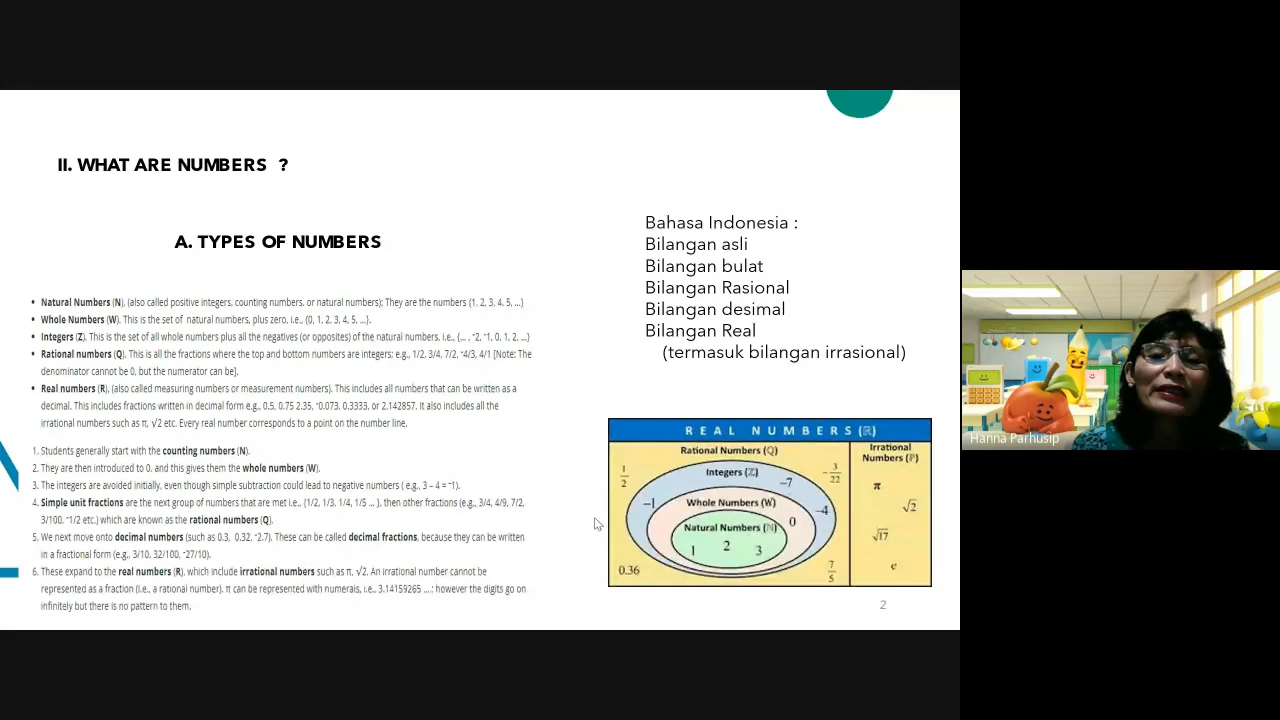 II. WHAT ARE NUMBERS ?
A. TYPES OF NUMBERS
• Natural Numbers (N), (also called positive integers, counting numbers, or natural numbers); They are the numbers {1, 2, 3, 4, 5, …}
• Whole Numbers (W). This is the set of natural numbers, plus zero, i.e., {0, 1, 2, 3, 4, 5, …}.
• Integers (Z). This is the set of all whole numbers plus all the negatives (or opposites) of the natural numbers, i.e., {… , ⁻2, ⁻1, 0, 1, 2, …}
• Rational numbers (Q). This is all the fractions where the top and bottom numbers are integers; e.g., 1/2, 3/4, 7/2, ⁻4/3, 4/1 [Note: The
denominator cannot be 0, but the numerator can be].
• Real numbers (R), (also called measuring numbers or measurement numbers). This includes all numbers that can be written as a
decimal. This includes fractions written in decimal form e.g., 0.5, 0.75 2.35, ⁻0.073, 0.3333, or 2.142857. It also includes all the
irrational numbers such as π, √2 etc. Every real number corresponds to a point on the number line.
1. Students generally start with the counting numbers (N).
2. They are then introduced to 0, and this gives them the whole numbers (W).
3. The integers are avoided initially, even though simple subtraction could lead to negative numbers ( e.g., 3 – 4 = ⁻1).
4. Simple unit fractions are the next group of numbers that are met i.e., {1/2, 1/3, 1/4, 1/5 … }, then other fractions (e.g., 3/4, 4/9, 7/2,
3/100, ⁻1/2 etc.) which are known as the rational numbers (Q).
5. We next move onto decimal numbers (such as 0.3, 0.32, ⁻2.7). These can be called decimal fractions, because they can be written
in a fractional form (e.g., 3/10, 32/100, ⁻27/10).
6. These expand to the real numbers (R), which include irrational numbers such as π, √2. An irrational number cannot be
represented as a fraction (i.e., a rational number). π can be represented with numerals, i.e., 3.14159265 ….; however the digits go on
infinitely but there is no pattern to them.
Bahasa Indonesia :
Bilangan asli
Bilangan bulat
Bilangan Rasional
Bilangan desimal
Bilangan Real
(termasuk bilangan irrasional)
REAL NUMBERS (ℝ)
Rational Numbers (ℚ)
Integers (ℤ)
Whole Numbers (W)
Natural Numbers (ℕ)
1 2 3
0
-1
-7
-4
1/2
-3/22
0.36
7/5
Irrational
Numbers (ℙ)
π
√2
√17
e
2
Hanna Parhusip